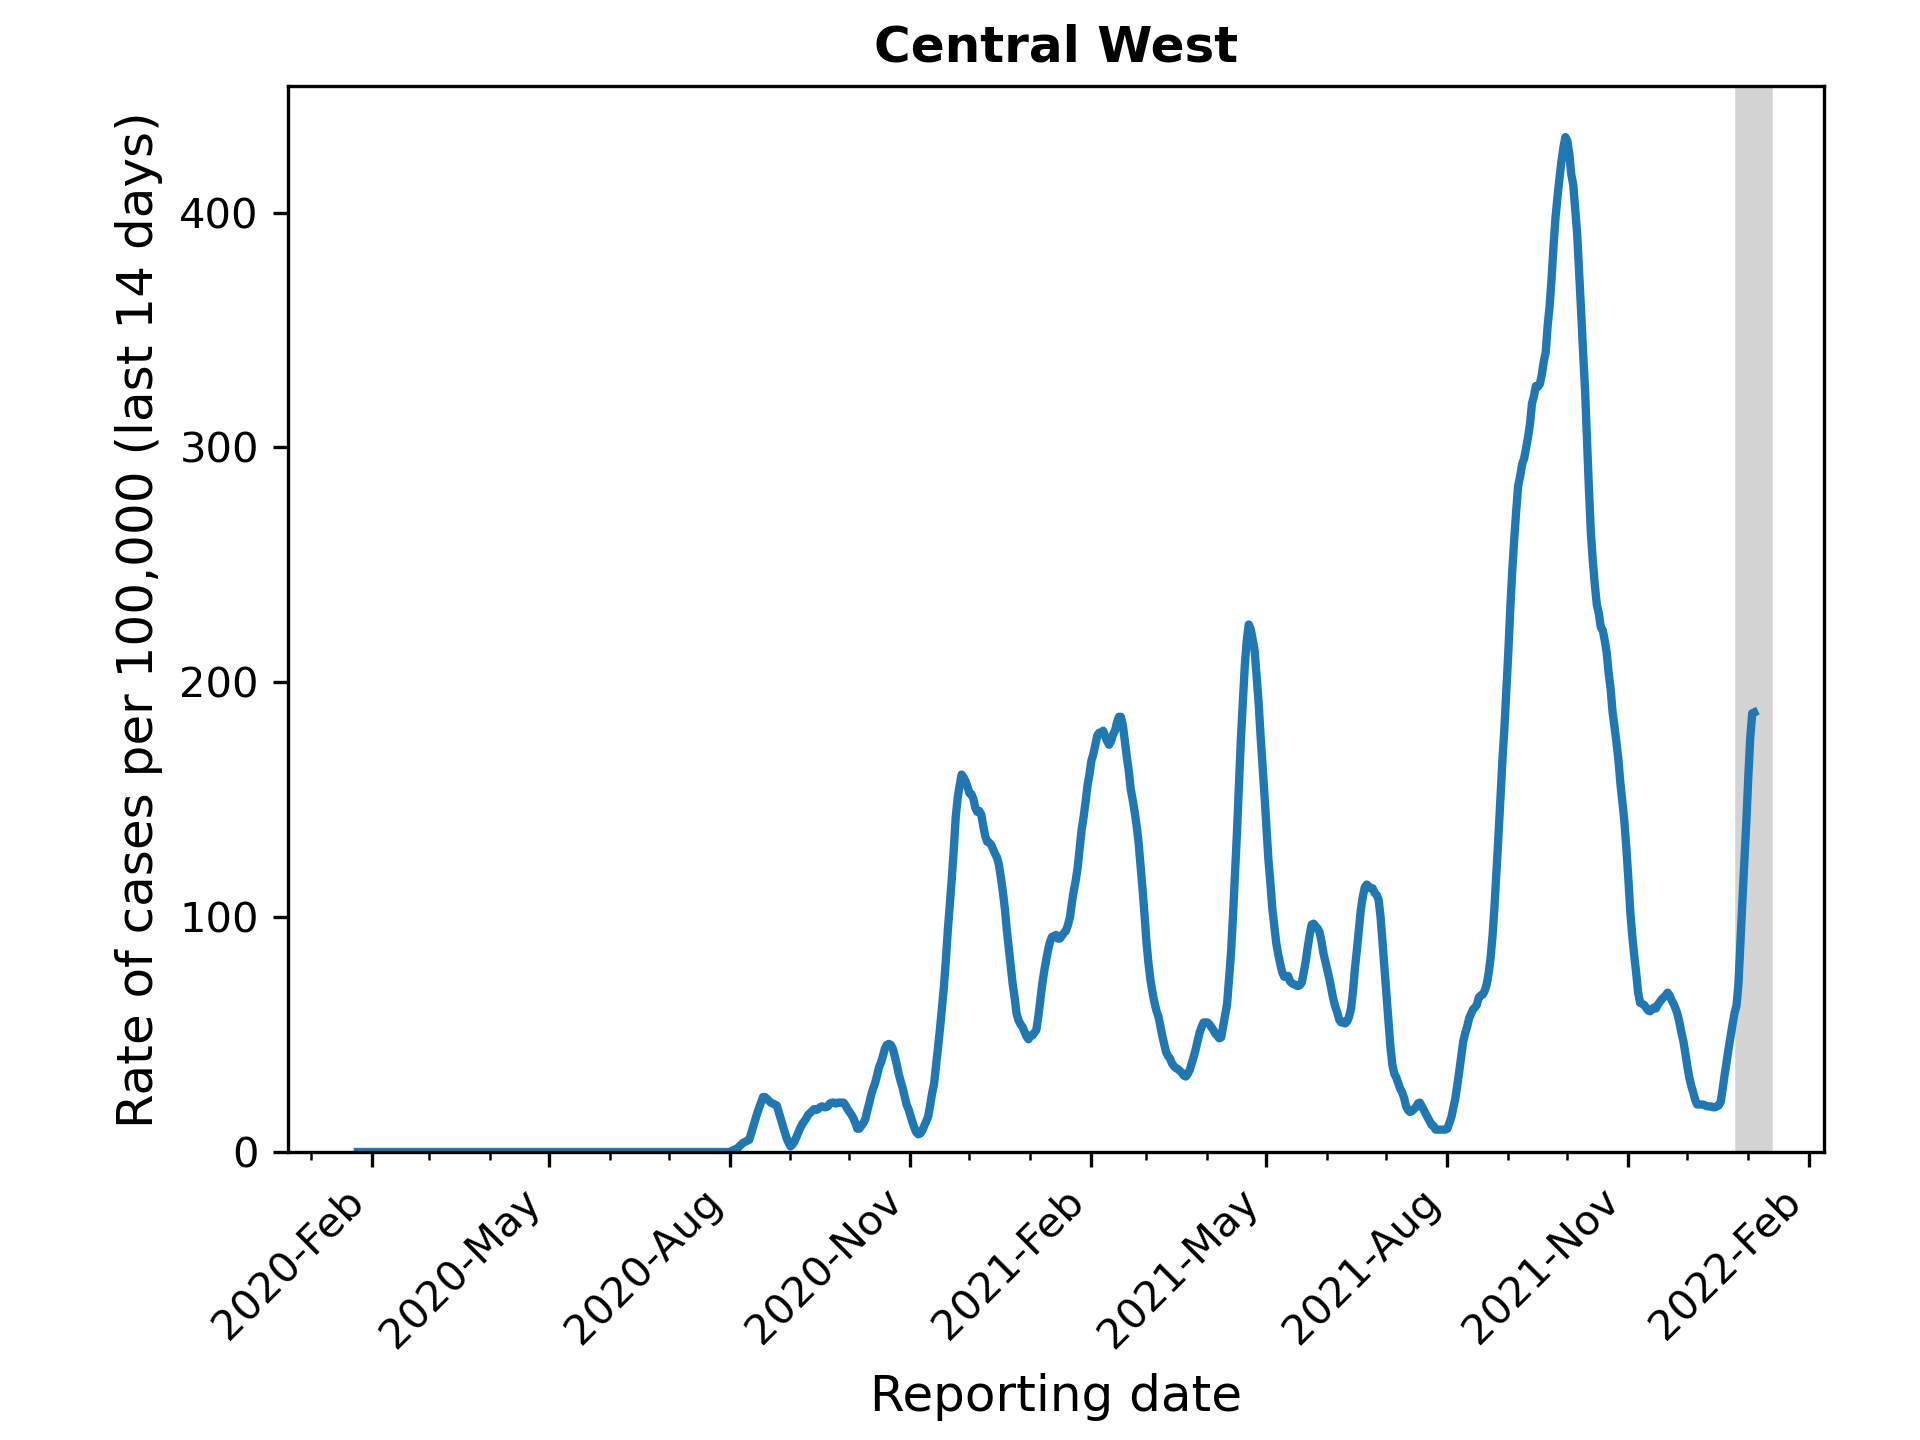 Central West
Rate of cases per 100,000 (last 14 days)
400
300
200
100
0
2020-Feb
2020-May
2020-Aug
2020-Nov
2021-Feb
2021-May
2021-Aug
2021-Nov
2022-Feb
Reporting date